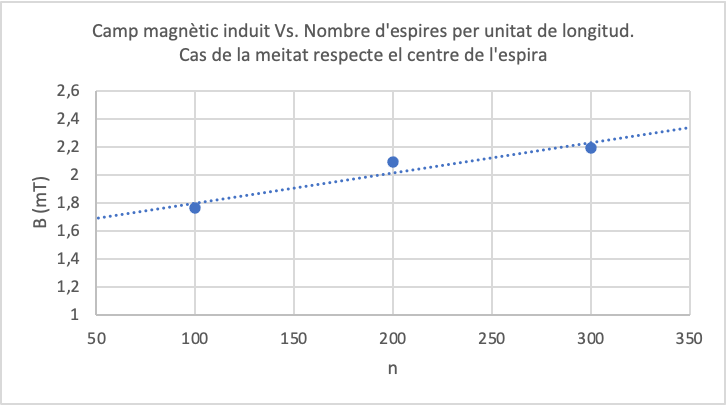 Camp magnètic induit Vs. Nombre d'espires per unitat de longitud.
Cas de la meitat respecte el centre de l'espira
2,6
2,4
2,2
2
1,8
1,6
1,4
1,2
1
B (mT)
50 100 150 200 250 300 350
n